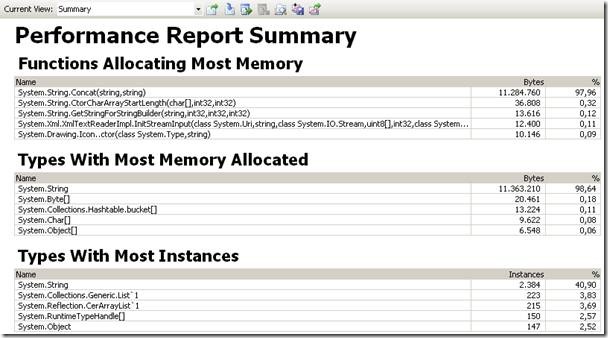 Current View: Summary
Performance Report Summary
Functions Allocating Most Memory
Name Bytes %
System.String.Concat(string,string) 11.284.760 97,96
System.String.CtorCharArrayStartLength(char[],int32,int32) 36.808 0,32
System.String.GetStringForStringBuilder(string,int32,int32,int32) 13.616 0,12
System.Xml.XmlTextReaderImpl.InitStreamInput(class System.Uri,string,class System.IO.Stream,uint8[],int32,class System... 12.400 0,11
System.Drawing.Icon..ctor(class System.Type,string) 10.146 0,09
Types With Most Memory Allocated
Name Bytes %
System.String 11.363.210 98,64
System.Byte[] 20.461 0,18
System.Collections.Hashtable.bucket[] 13.224 0,11
System.Char[] 9.622 0,08
System.Object[] 6.548 0,06
Types With Most Instances
Name Instances %
System.String 2.384 40,90
System.Collections.Generic.List`1 223 3,83
System.Reflection.CerArrayList`1 215 3,69
System.RuntimeTypeHandle[] 150 2,57
System.Object 147 2,52